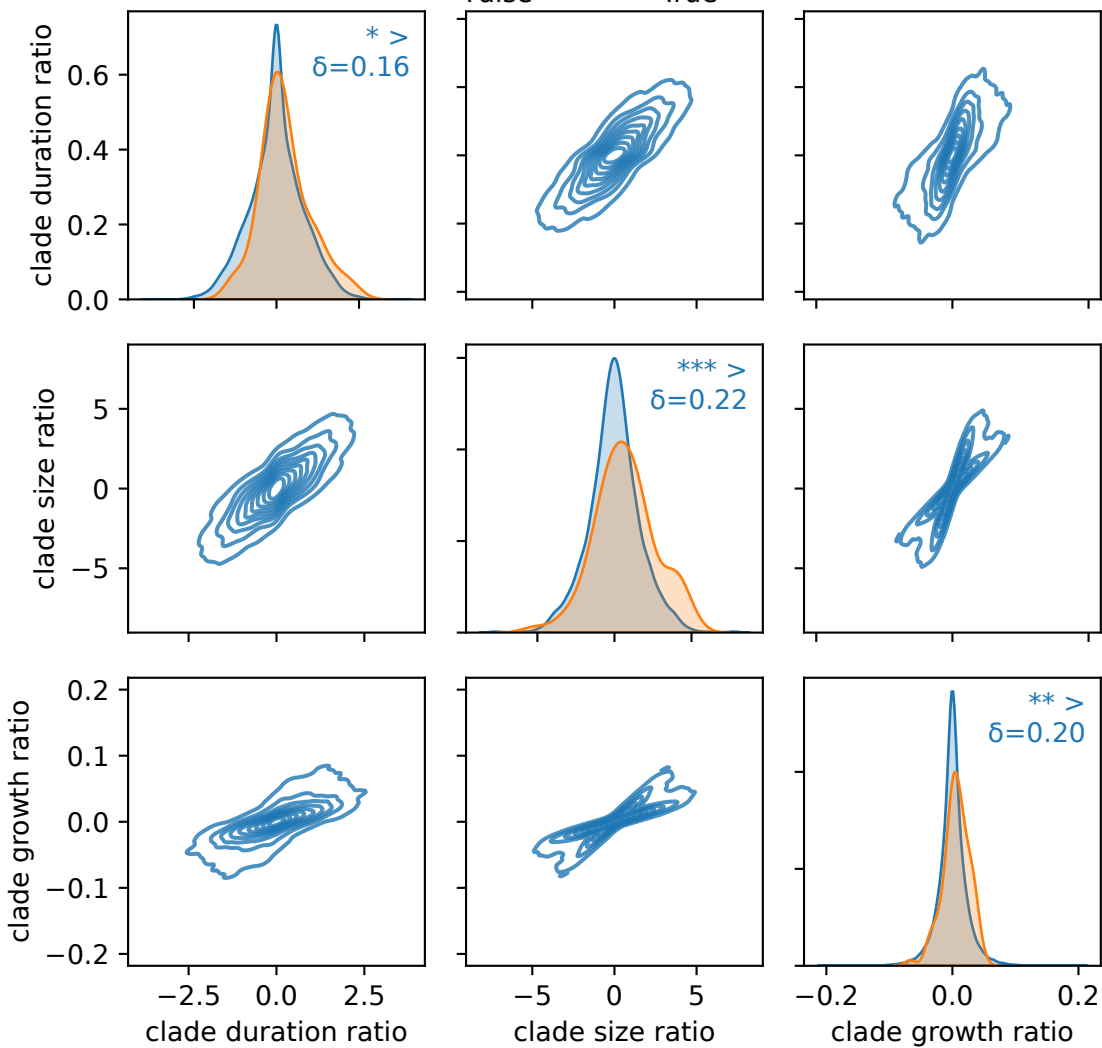 clade duration ratio
0.6
0.4
0.2
0.0
* >
δ=0.16
clade size ratio
5
0
−5
*** >
δ=0.22
clade growth ratio
0.2
0.1
0.0
−0.1
−0.2
** >
δ=0.20
−2.5 0.0 2.5
clade duration ratio
−5 0 5
clade size ratio
−0.2 0.0 0.2
clade growth ratio